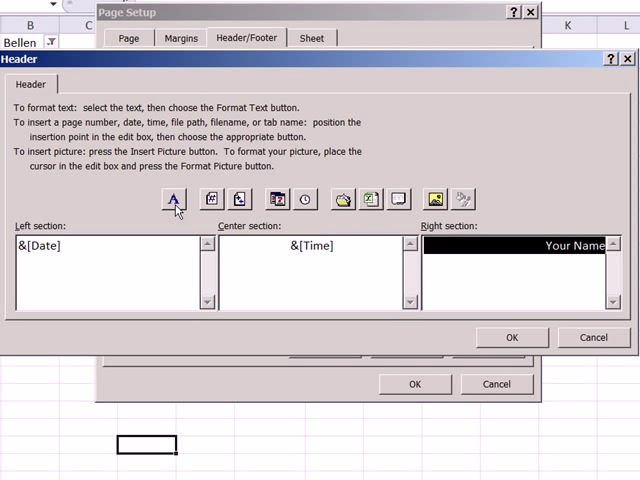 B
C
K
L
Bellen
Page Setup
Page
Margins
Header/Footer
Sheet
Header
Header
To format text: select the text, then choose the Format Text button.
To insert a page number, date, time, file path, filename, or tab name: position the
insertion point in the edit box, then choose the appropriate button.
To insert picture: press the Insert Picture button. To format your picture, place the
cursor in the edit box and press the Format Picture button.
A
Left section:
Center section:
Right section:
&[Date]
&[Time]
Your Name
OK
Cancel
OK
Cancel